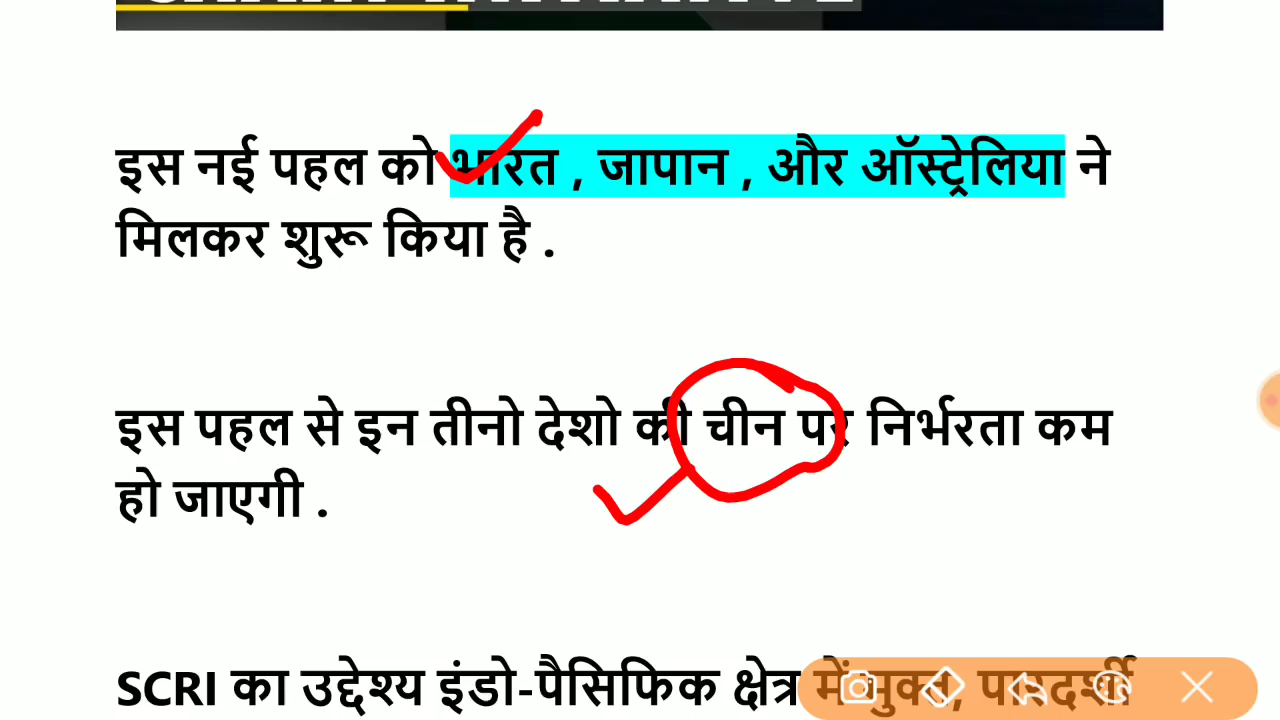 इस नई पहल को भारत , जापान , और ऑस्ट्रेलिया ने
मिलकर शुरू किया है .
इस पहल से इन तीनो देशो की चीन पर निर्भरता कम
हो जाएगी .
SCRI का उद्देश्य इंडो-पैसिफिक क्षेत्र में मुक्त, पारदर्शी